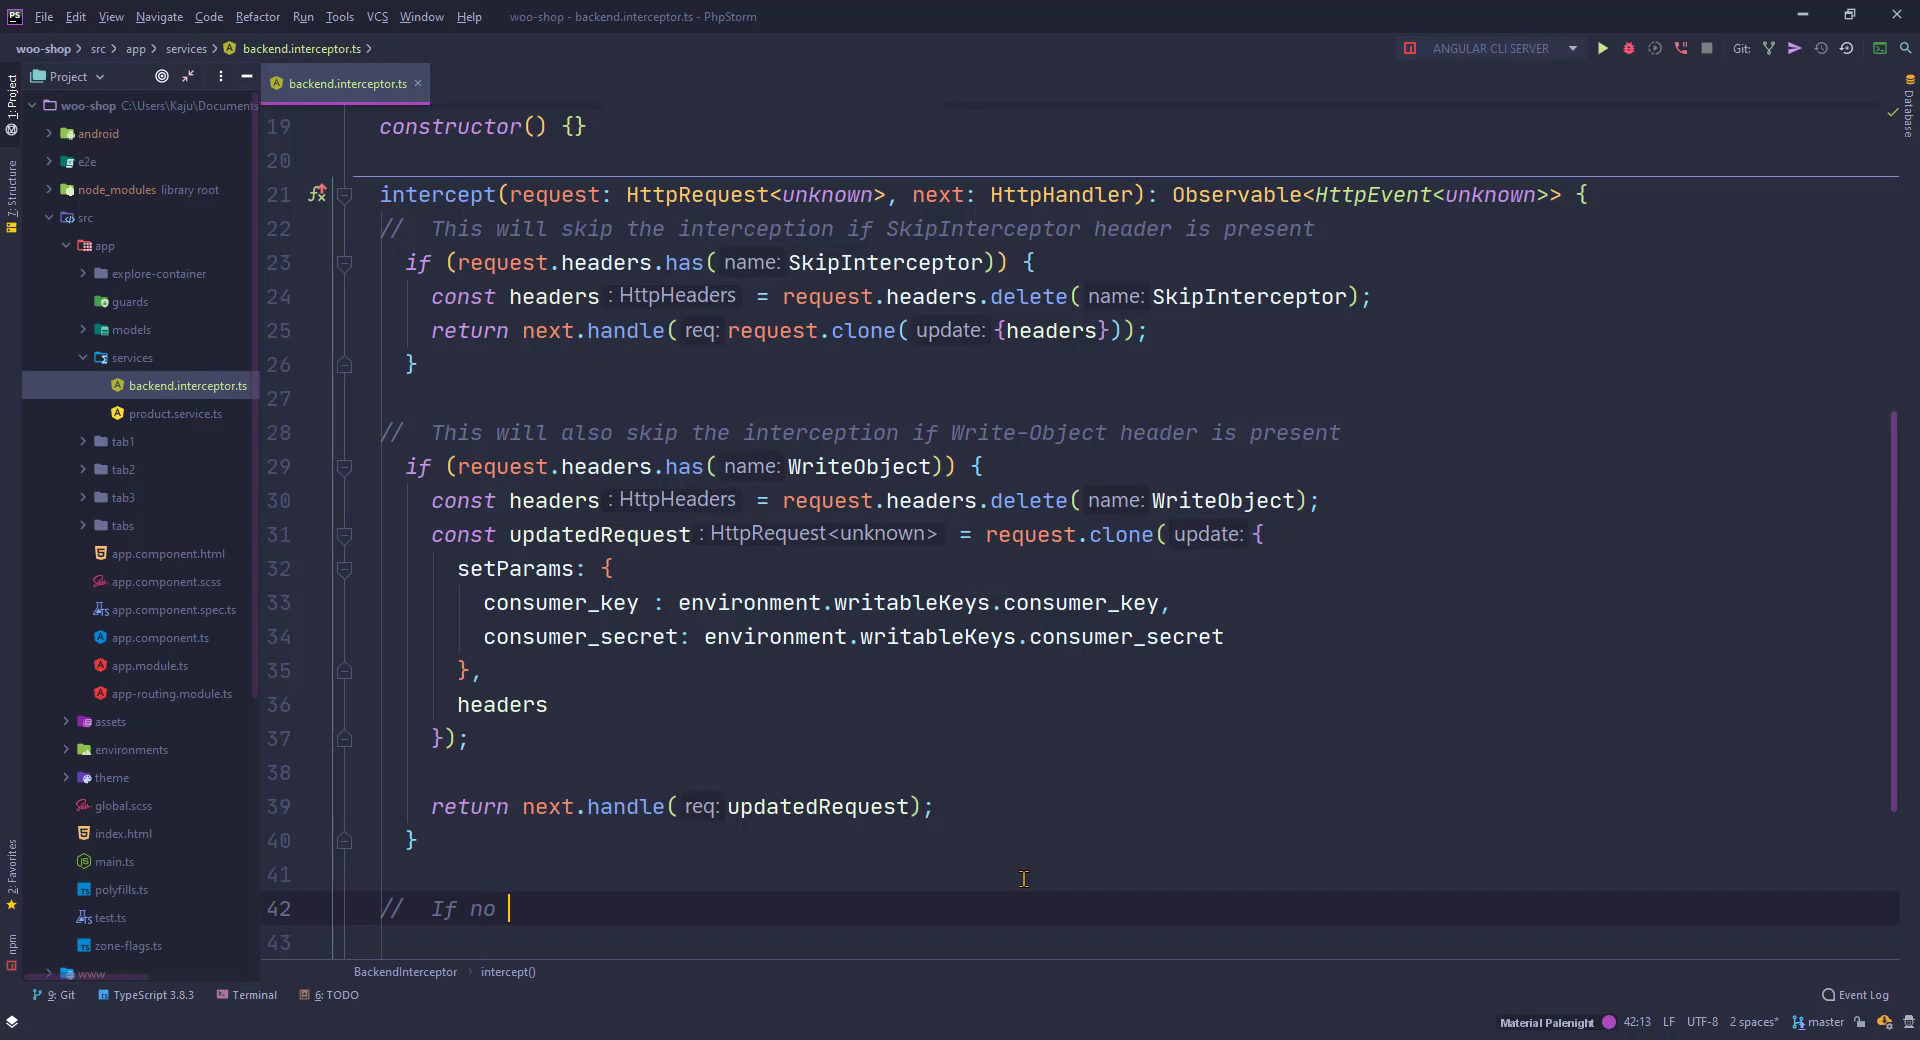 PS File Edit View Navigate Code Refactor Run Tools VCS Window Help woo-shop - backend.interceptor.ts - PhpStorm
woo-shop src app services backend.interceptor.ts ANGULAR CLI SERVER Git:
Project backend.interceptor.ts
1: Project
7: Structure
2: Favorites
npm
Database
woo-shop C:\Users\Kaju\Documents
android
e2e
node_modules library root
src
app
explore-container
guards
models
services
backend.interceptor.ts
product.service.ts
tab1
tab2
tab3
tabs
app.component.html
app.component.scss
app.component.spec.ts
app.component.ts
app.module.ts
app-routing.module.ts
assets
environments
theme
global.scss
index.html
main.ts
polyfills.ts
test.ts
zone-flags.ts
www
19 constructor() {}
20
21 intercept(request: HttpRequest<unknown>, next: HttpHandler): Observable<HttpEvent<unknown>> {
22 // This will skip the interception if SkipInterceptor header is present
23 if (request.headers.has( name: SkipInterceptor)) {
24 const headers : HttpHeaders = request.headers.delete( name: SkipInterceptor);
25 return next.handle( req: request.clone( update: {headers}));
26 }
27
28 // This will also skip the interception if Write-Object header is present
29 if (request.headers.has( name: WriteObject)) {
30 const headers : HttpHeaders = request.headers.delete( name: WriteObject);
31 const updatedRequest : HttpRequest<unknown> = request.clone( update: {
32 setParams: {
33 consumer_key : environment.writableKeys.consumer_key,
34 consumer_secret: environment.writableKeys.consumer_secret
35 },
36 headers
37 });
38
39 return next.handle( req: updatedRequest);
40 }
41
42 // If no
43
BackendInterceptor intercept()
9: Git TypeScript 3.8.3 Terminal 6: TODO Event Log
Material Palenight 42:13 LF UTF-8 2 spaces* master